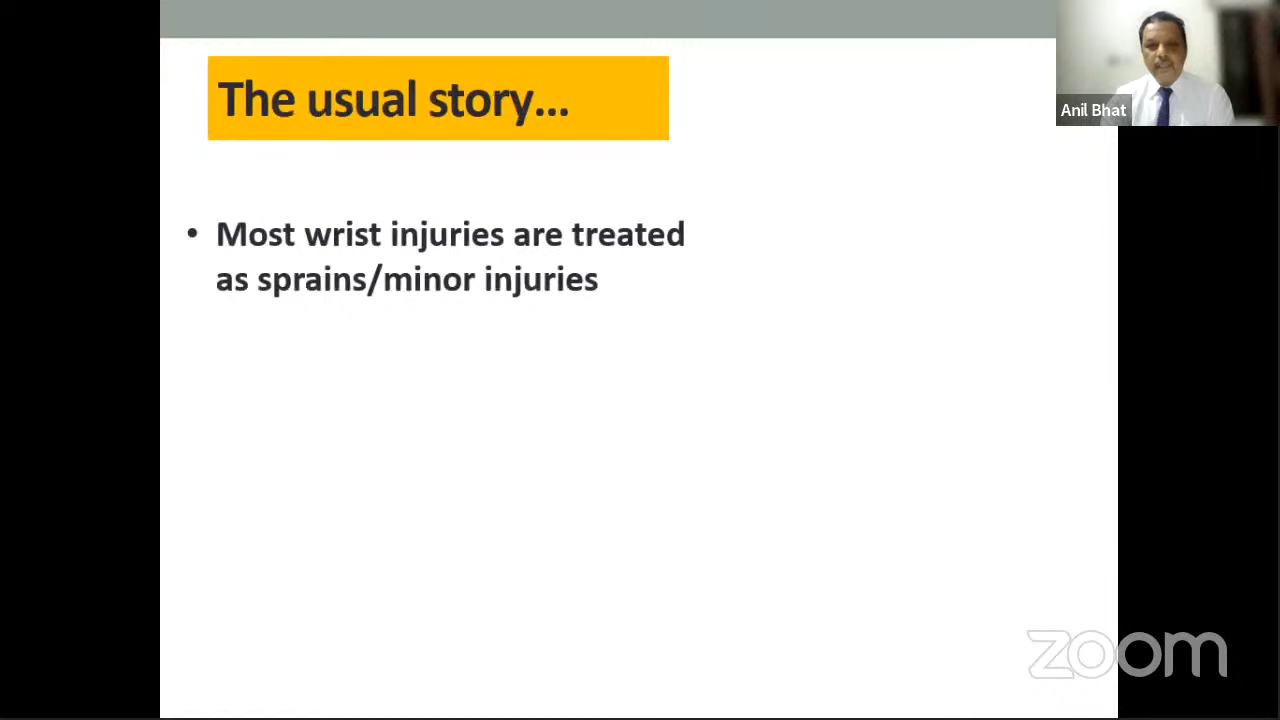 The usual story...
Anil Bhat
• Most wrist injuries are treated
as sprains/minor injuries
zoom